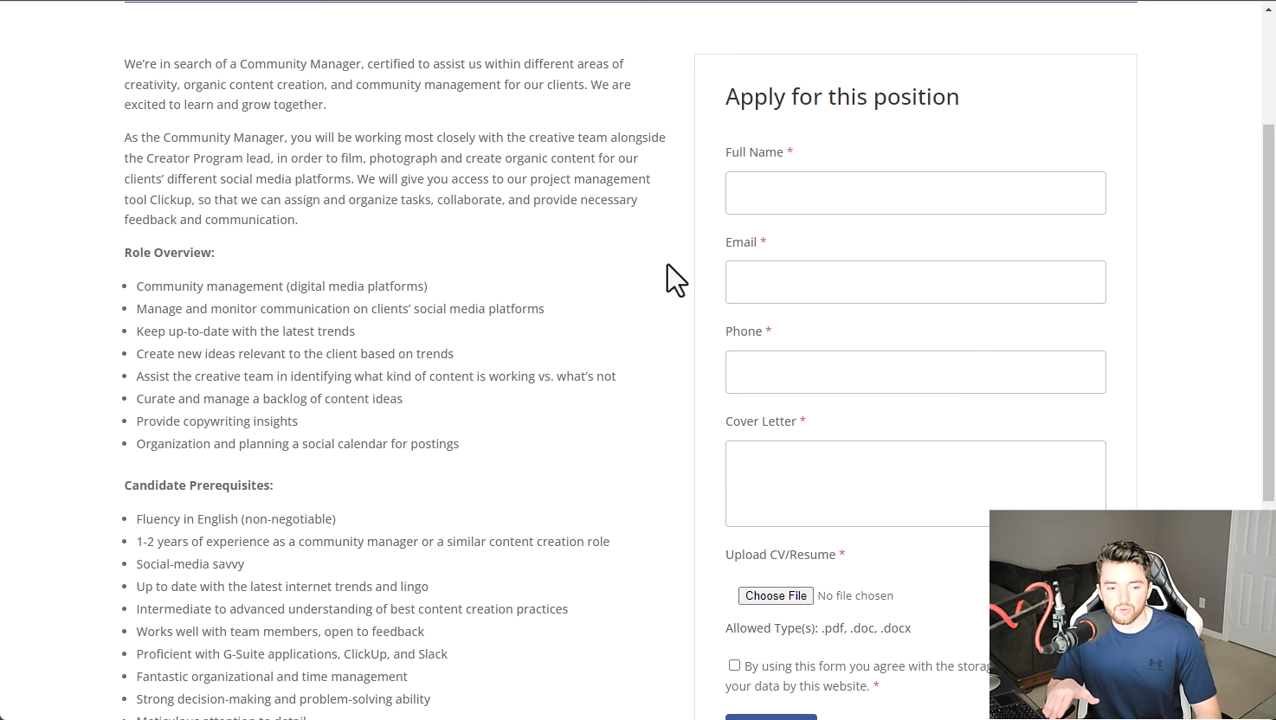 We're in search of a Community Manager, certified to assist us within different areas of
creativity, organic content creation, and community management for our clients. We are
excited to learn and grow together.
As the Community Manager, you will be working most closely with the creative team alongside
the Creator Program lead, in order to film, photograph and create organic content for our
clients' different social media platforms. We will give you access to our project management
tool Clickup, so that we can assign and organize tasks, collaborate, and provide necessary
feedback and communication.
Role Overview:
• Community management (digital media platforms)
• Manage and monitor communication on clients' social media platforms
• Keep up-to-date with the latest trends
• Create new ideas relevant to the client based on trends
• Assist the creative team in identifying what kind of content is working vs. what's not
• Curate and manage a backlog of content ideas
• Provide copywriting insights
• Organization and planning a social calendar for postings
Candidate Prerequisites:
• Fluency in English (non-negotiable)
• 1-2 years of experience as a community manager or a similar content creation role
• Social-media savvy
• Up to date with the latest internet trends and lingo
• Intermediate to advanced understanding of best content creation practices
• Works well with team members, open to feedback
• Proficient with G-Suite applications, ClickUp, and Slack
• Fantastic organizational and time management
• Strong decision-making and problem-solving ability
• Meticulous attention to detail
Apply for this position
Full Name *
Email *
Phone *
Cover Letter *
Upload CV/Resume *
Choose File No file chosen
Allowed Type(s): .pdf, .doc, .docx
By using this form you agree with the
your data by this website. *